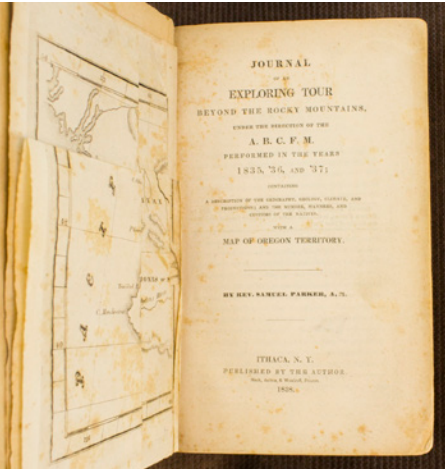 JOURNAL
OF AN
EXPLORING TOUR
BEYOND THE ROCKY MOUNTAINS,
UNDER THE DIRECTION OF THE
A. B. C. F. M.
PERFORMED IN THE YEARS
1835, '36, AND '37;
CONTAINING
A DESCRIPTION OF THE GEOGRAPHY, GEOLOGY, CLIMATE, AND
PRODUCTIONS; AND THE NUMBER, MANNERS, AND
CUSTOMS OF THE NATIVES.
WITH A
MAP OF OREGON TERRITORY.
BY REV. SAMUEL PARKER, A. M.
ITHACA, N. Y.
PUBLISHED BY THE AUTHOR.
1838.